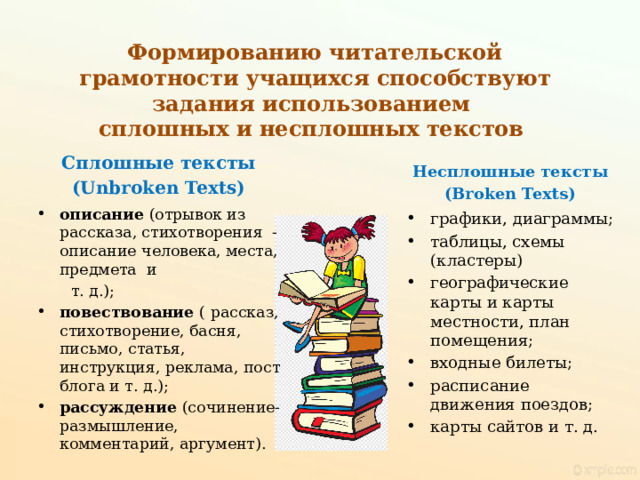 Формированию читательской
грамотности учащихся способствуют
задания использованием
сплошных и несплошных текстов
Сплошные тексты
(Unbroken Texts)
• описание (отрывок из
рассказа, стихотворения -
описание человека, места,
предмета и
т. д.);
• повествование ( рассказ,
стихотворение, басня,
письмо, статья,
инструкция, реклама, пост
блога и т. д.);
• рассуждение (сочинение-
размышление,
комментарий, аргумент).
Несплошные тексты
(Broken Texts)
• графики, диаграммы;
• таблицы, схемы
(кластеры)
• географические
карты и карты
местности, план
помещения;
• входные билеты;
• расписание
движения поездов;
• карты сайтов и т. д.